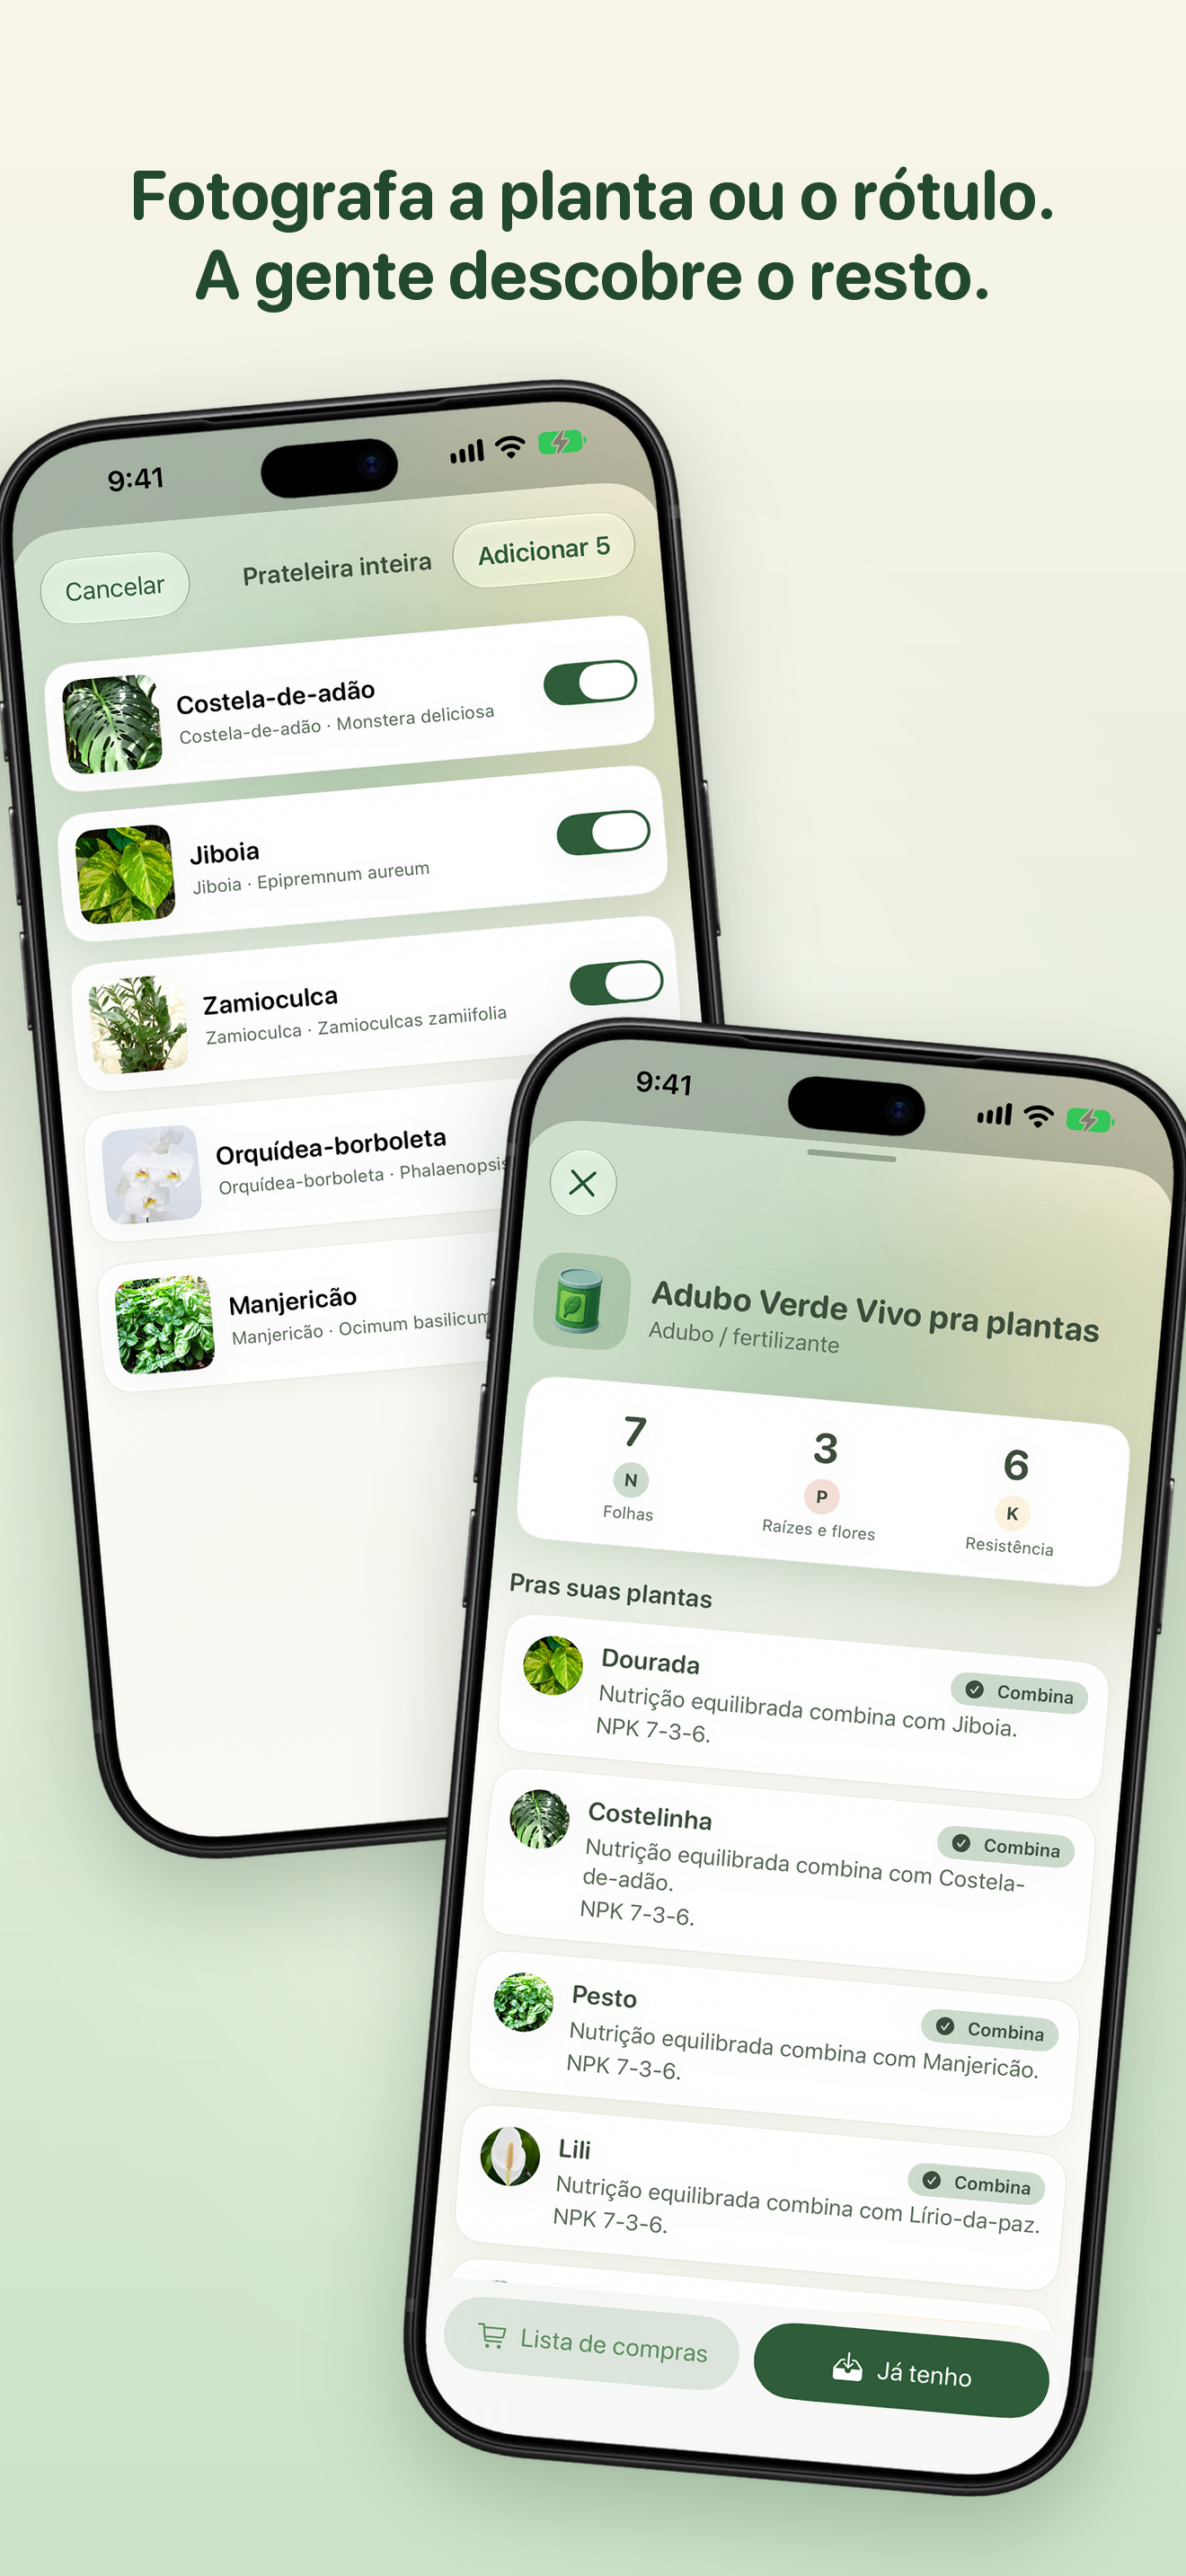 Fotografa a planta ou o rótulo.
A gente descobre o resto.
9:41
Cancelar
Prateleira inteira
Adicionar 5
Costela-de-adão
Costela-de-adão · Monstera deliciosa
Jiboia
Jiboia · Epipremnum aureum
Zamioculca
Zamioculca · Zamioculcas zamiifolia
Orquídea-borboleta
Orquídea-borboleta · Phalaenopsis
Manjericão
Manjericão · Ocimum basilicum
9:41
Adubo Verde Vivo pra plantas
Adubo / fertilizante
7
N
Folhas
3
P
Raízes e flores
6
K
Resistência
Pras suas plantas
Dourada
Combina
Nutrição equilibrada combina com Jiboia.
NPK 7-3-6.
Costelinha
Combina
Nutrição equilibrada combina com Costela-
de-adão.
NPK 7-3-6.
Pesto
Combina
Nutrição equilibrada combina com Manjericão.
NPK 7-3-6.
Lili
Combina
Nutrição equilibrada combina com Lírio-da-paz.
NPK 7-3-6.
Lista de compras
Já tenho